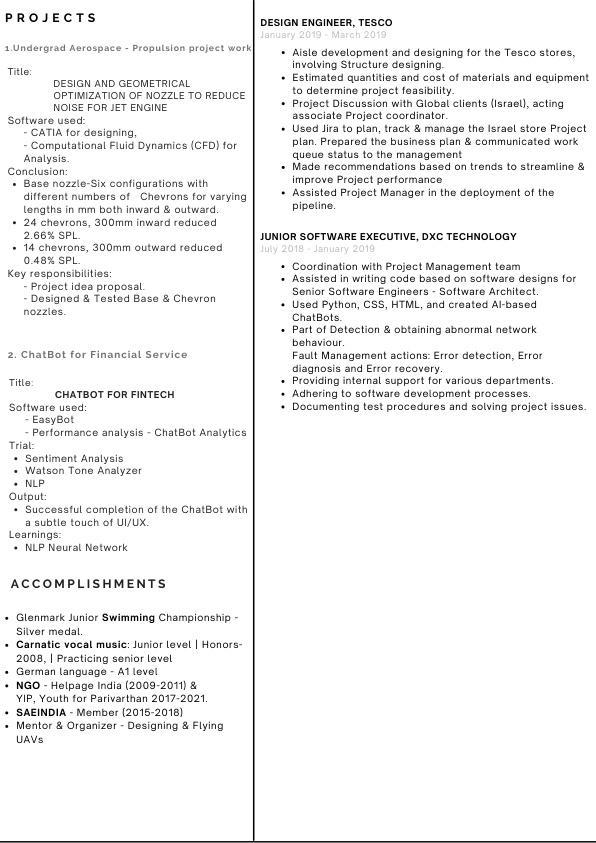 PROJECTS
1.Undergrad Aerospace - Propulsion project work
Title:
DESIGN AND GEOMETRICAL
OPTIMIZATION OF NOZZLE TO REDUCE
NOISE FOR JET ENGINE
Software used:
- CATIA for designing,
- Computational Fluid Dynamics (CFD) for
Analysis.
Conclusion:
• Base nozzle-Six configurations with
different numbers of Chevrons for varying
lengths in mm both inward & outward.
• 24 chevrons, 300mm inward reduced
2.66% SPL.
• 14 chevrons, 300mm outward reduced
0.48% SPL.
Key responsibilities:
- Project idea proposal.
- Designed & Tested Base & Chevron
nozzles.
2. ChatBot for Financial Service
Title:
CHATBOT FOR FINTECH
Software used:
- EasyBot
- Performance analysis - ChatBot Analytics
Trial:
• Sentiment Analysis
• Watson Tone Analyzer
• NLP
Output:
• Successful completion of the ChatBot with
a subtle touch of UI/UX.
Learnings:
• NLP Neural Network
ACCOMPLISHMENTS
• Glenmark Junior Swimming Championship -
Silver medal.
• Carnatic vocal music: Junior level | Honors-
2008, | Practicing senior level
• German language - A1 level
• NGO - Helpage India (2009-2011) &
YIP, Youth for Parivarthan 2017-2021.
• SAEINDIA - Member (2015-2018)
• Mentor & Organizer - Designing & Flying
UAVs
DESIGN ENGINEER, TESCO
January 2019 - March 2019
• Aisle development and designing for the Tesco stores,
involving Structure designing.
• Estimated quantities and cost of materials and equipment
to determine project feasibility.
• Project Discussion with Global clients (Israel), acting
associate Project coordinator.
• Used Jira to plan, track & manage the Israel store Project
plan. Prepared the business plan & communicated work
queue status to the management
• Made recommendations based on trends to streamline &
improve Project performance
• Assisted Project Manager in the deployment of the
pipeline.
JUNIOR SOFTWARE EXECUTIVE, DXC TECHNOLOGY
July 2018 - January 2019
• Coordination with Project Management team
• Assisted in writing code based on software designs for
Senior Software Engineers - Software Architect.
• Used Python, CSS, HTML, and created AI-based
ChatBots.
• Part of Detection & obtaining abnormal network
behaviour.
Fault Management actions: Error detection, Error
diagnosis and Error recovery.
• Providing internal support for various departments.
• Adhering to software development processes.
• Documenting test procedures and solving project issues.